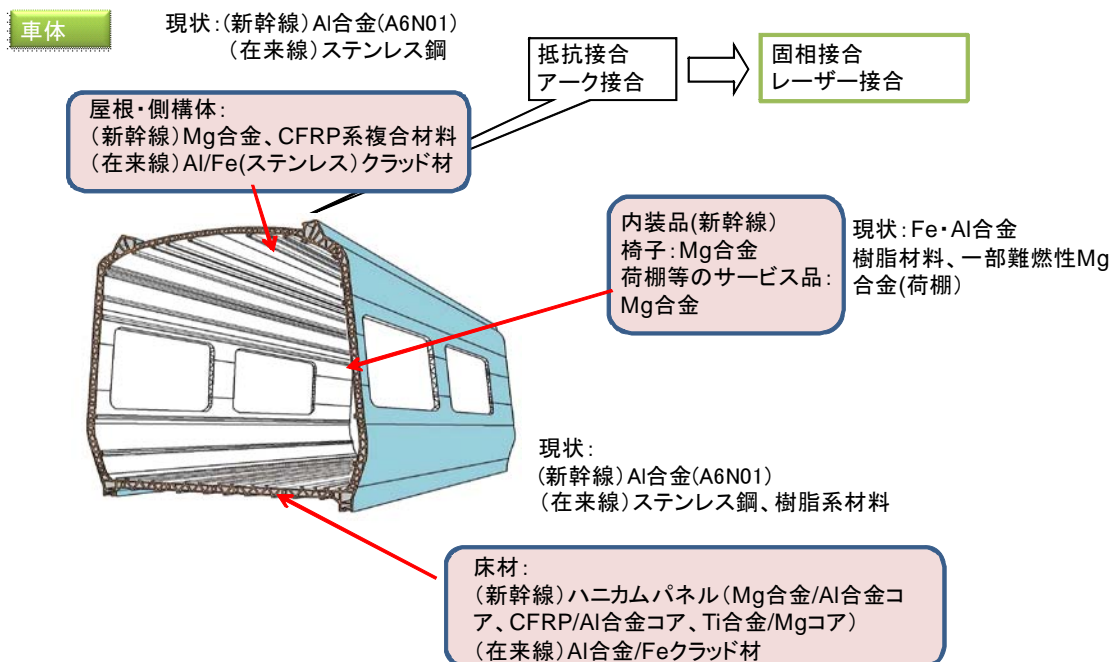 車体
現状:(新幹線)Al合金(A6N01)
(在来線)ステンレス鋼
抵抗接合
アーク接合
固相接合
レーザー接合
屋根・側構体:
(新幹線)Mg合金、CFRP系複合材料
(在来線)Al/Fe(ステンレス)クラッド材
内装品(新幹線)
椅子:Mg合金
荷棚等のサービス品:
Mg合金
現状:Fe・Al合金
樹脂材料、一部難燃性Mg
合金(荷棚)
現状:
(新幹線)Al合金(A6N01)
(在来線)ステンレス鋼、樹脂系材料
床材:
(新幹線)ハニカムパネル(Mg合金/Al合金コ
ア、CFRP/Al合金コア、Ti合金/Mgコア)
(在来線)Al合金/Feクラッド材